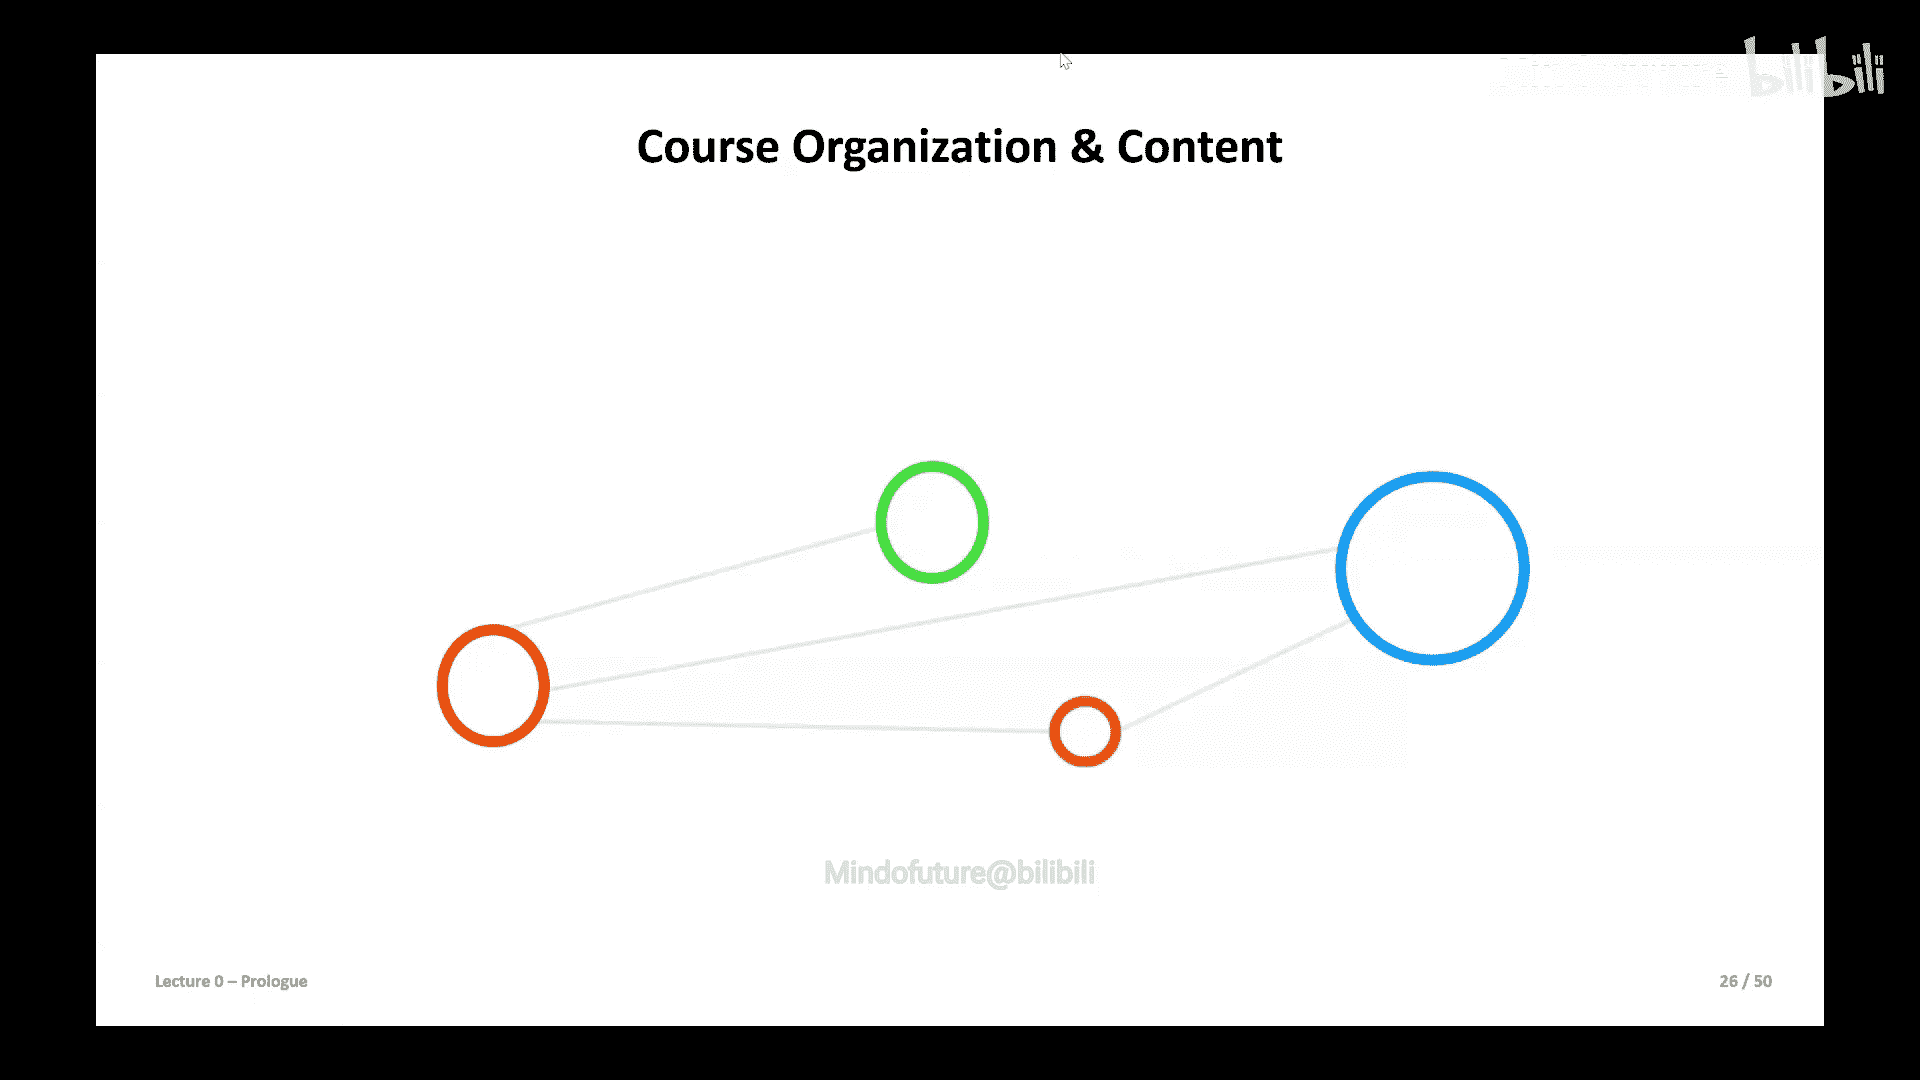 bilibili
Course Organization & Content
Mindofuture@bilibili
Lecture 0 – Prologue
26 / 50